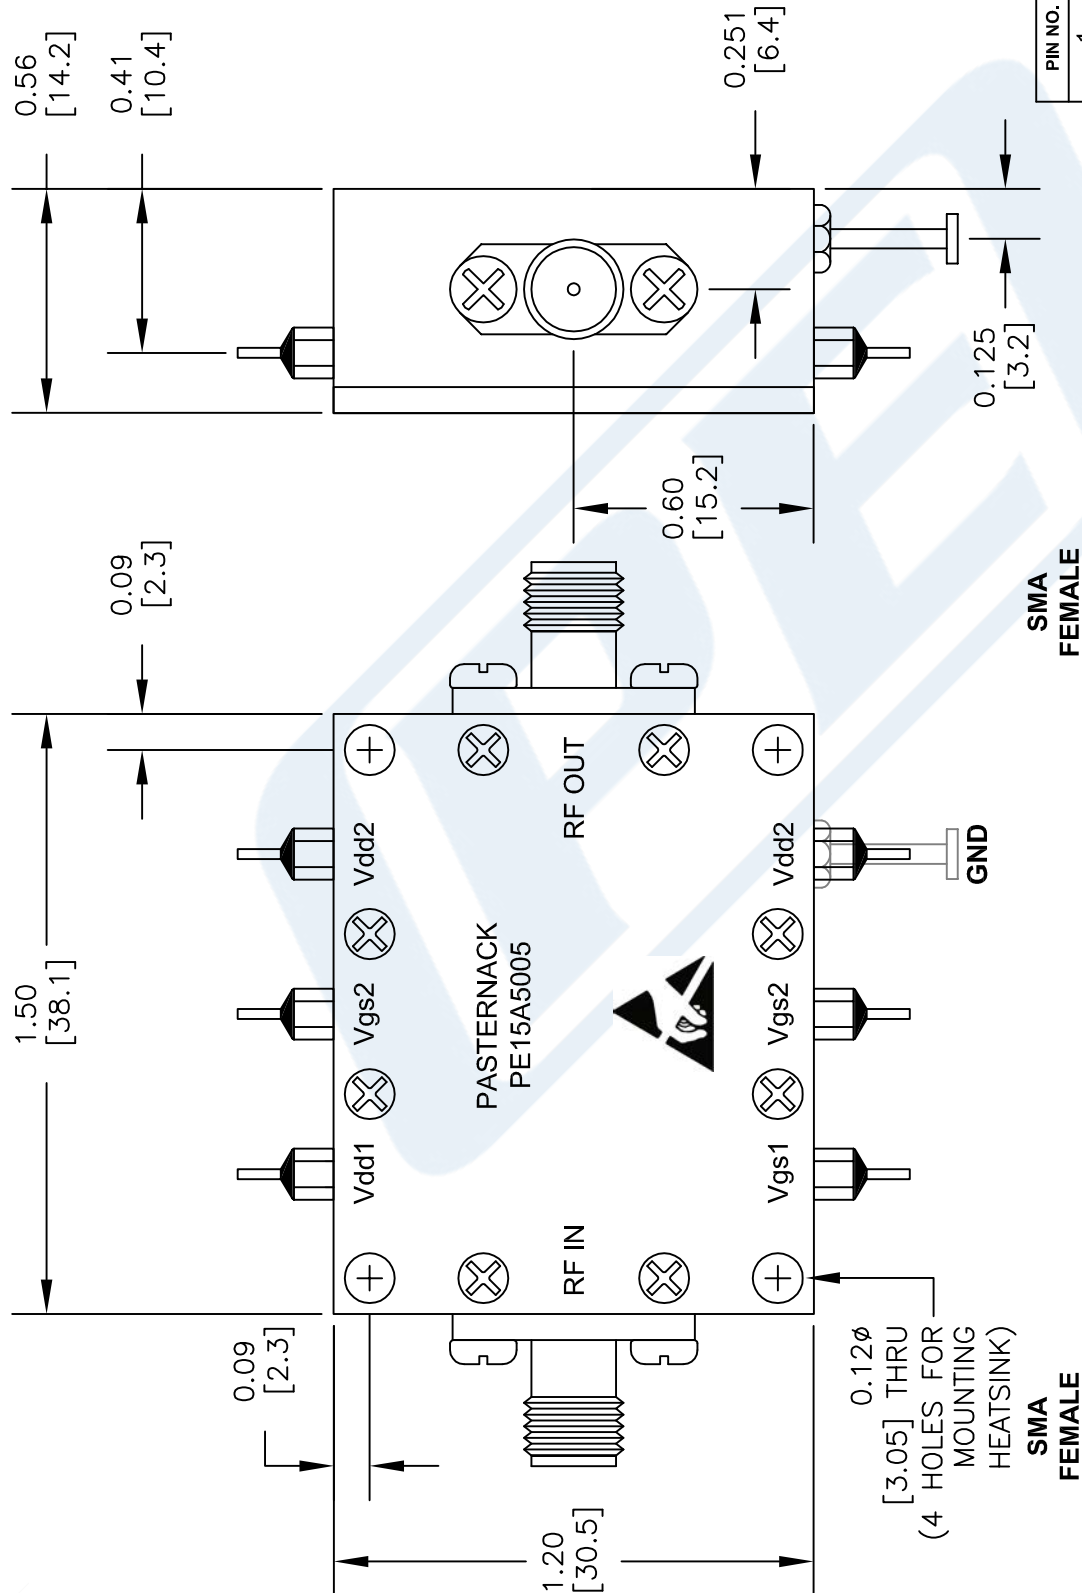 0.56
[14.2]
0.41
[10.4]
0.251
[6.4]
PIN NO.
0.125
[3.2]
0.60
[15.2]
0.09
[2.3]
SMA
FEMALE
1.50
[38.1]
Vdd1
Vgs2
Vdd2
PASTERNACK
PE15A5005
RF IN
RF OUT
Vgs1
Vgs2
Vdd2
GND
0.09
[2.3]
1.20
[30.5]
0.12ø
[3.05] THRU
(4 HOLES FOR
MOUNTING
HEATSINK)
SMA
FEMALE
PE